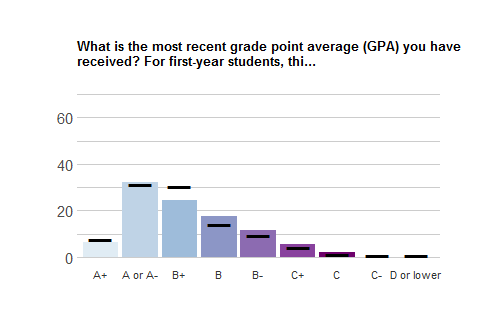 What is the most recent grade point average (GPA) you have
received? For first-year students, thi...
60
40
20
0
A+ A or A- B+ B B- C+ C C- D or lower